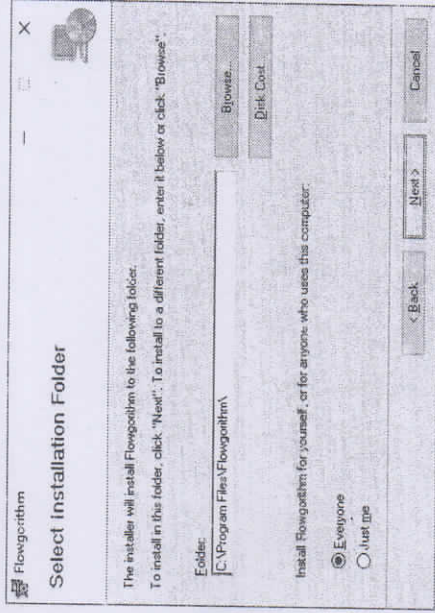 Flowgorithm
Select Installation Folder
The installer will install Flowgorithm to the following folder.
To install in this folder, click "Next". To install to a different folder, enter it below or click "Browse".
Folder:
C:\Program Files\Flowgorithm\
Browse...
Disk Cost...
Install Flowgorithm for yourself, or for anyone who uses this computer:
Everyone
Just me
< Back
Next >
Cancel